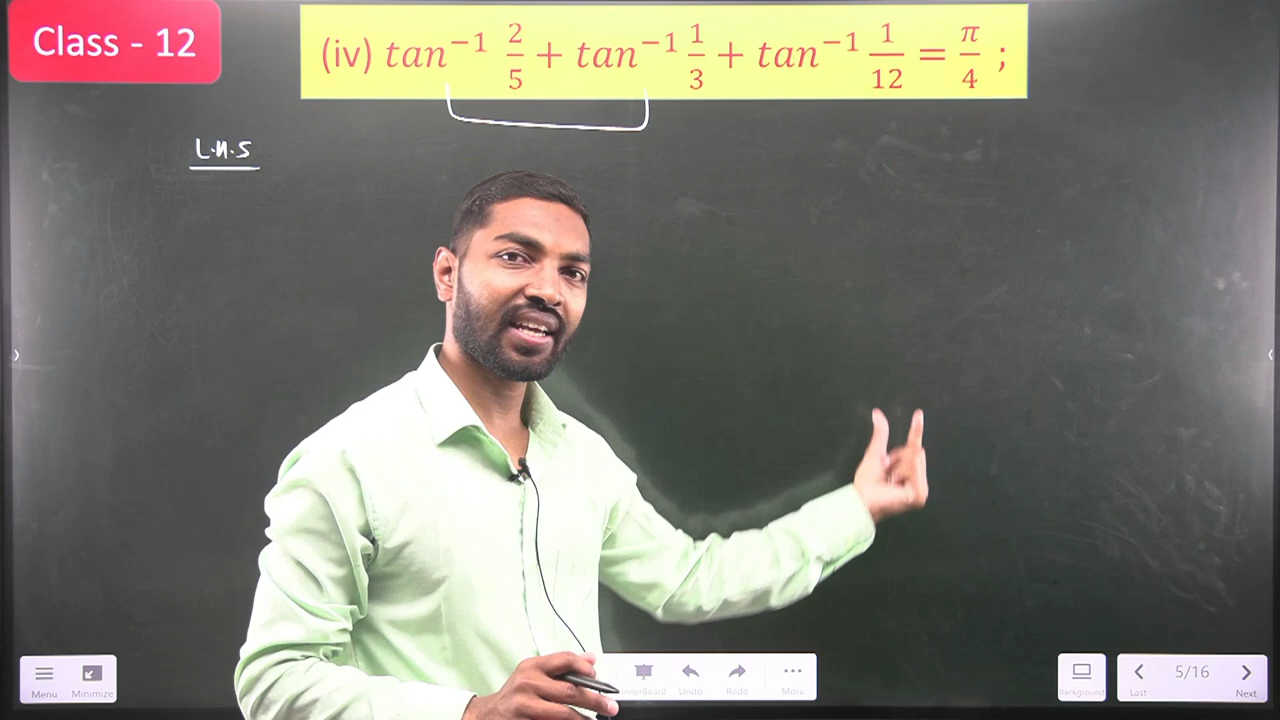 Class - 12
(iv) tan⁻¹ 2/5 + tan⁻¹ 1/3 + tan⁻¹ 1/12 = π/4 ;
L.H.S
Menu
Minimize
Undo
Redo
More
Background
Last
5/16
Next